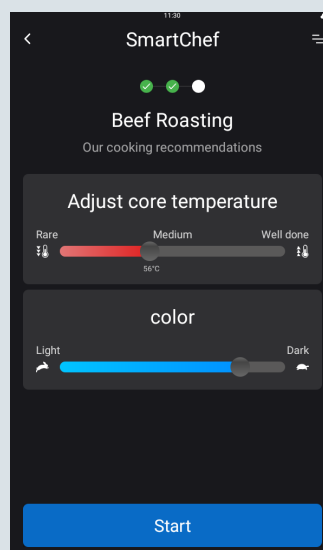 11:30
SmartChef
Beef Roasting
Our cooking recommendations
Adjust core temperature
Rare Medium Well done
56°C
color
Light Dark
Start